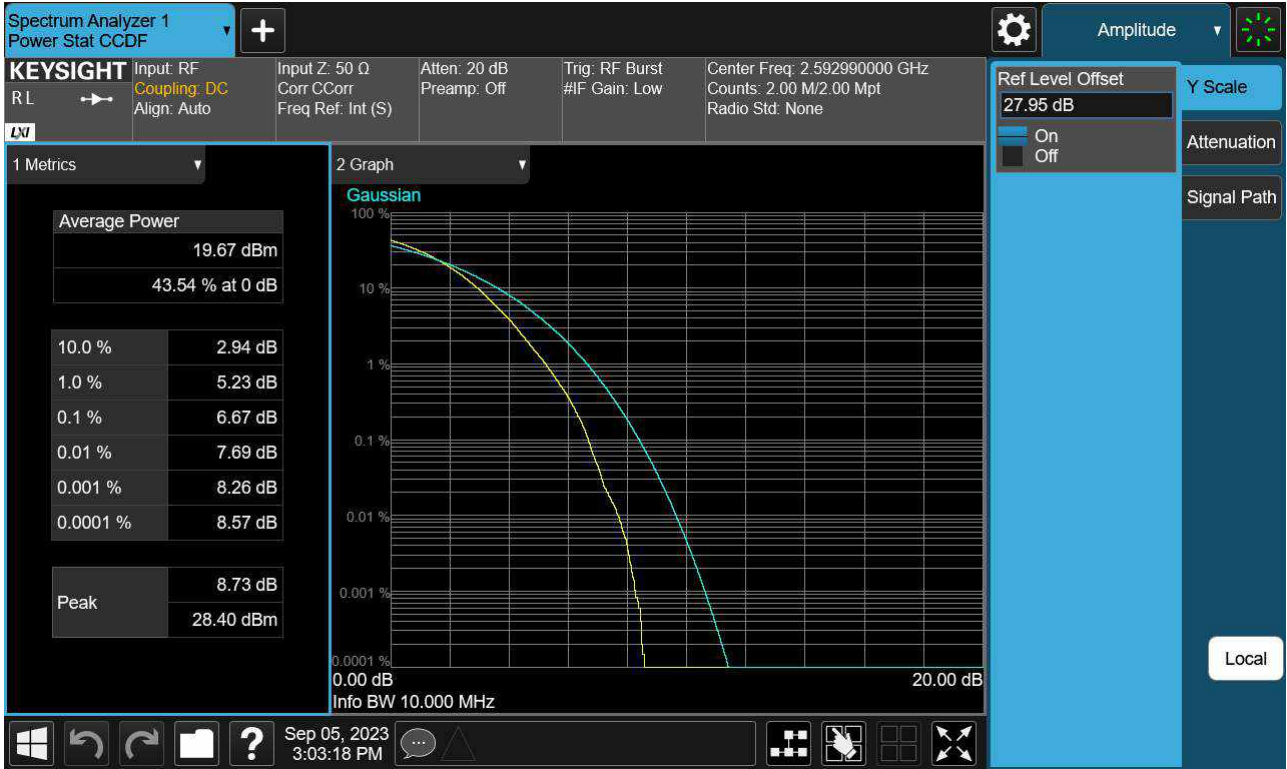 Spectrum Analyzer 1
Power Stat CCDF
Amplitude
KEYSIGHT
R L
LXI
Input: RF
Coupling: DC
Align: Auto
Input Z: 50 Ω
Corr CCorr
Freq Ref: Int (S)
Atten: 20 dB
Preamp: Off
Trig: RF Burst
#IF Gain: Low
Center Freq: 2.592990000 GHz
Counts: 2.00 M/2.00 Mpt
Radio Std: None
Ref Level Offset
27.95 dB
On
Off
Y Scale
Attenuation
Signal Path
Local
1 Metrics
Average Power
19.67 dBm
43.54 % at 0 dB
10.0 % 2.94 dB
1.0 % 5.23 dB
0.1 % 6.67 dB
0.01 % 7.69 dB
0.001 % 8.26 dB
0.0001 % 8.57 dB
Peak
8.73 dB
28.40 dBm
2 Graph
Gaussian
100 %
10 %
1 %
0.1 %
0.01 %
0.001 %
0.0001 %
0.00 dB 20.00 dB
Info BW 10.000 MHz
?
Sep 05, 2023
3:03:18 PM